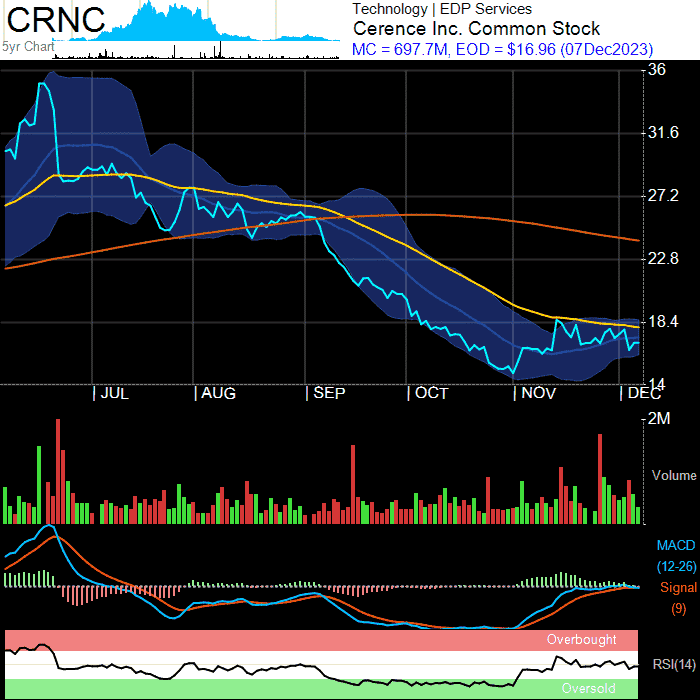 CRNC
5yr Chart
Technology | EDP Services
Cerence Inc. Common Stock
MC = 697.7M, EOD = $16.96 (07Dec2023)
36
31.6
27.2
22.8
18.4
14
| JUL | AUG | SEP | OCT | NOV | DEC
2M
Volume
MACD
(12-26)
Signal
(9)
Overbought
RSI(14)
Oversold